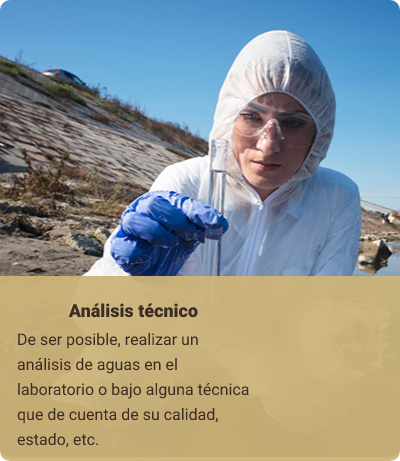 Análisis técnico
De ser posible, realizar un
análisis de aguas en el
laboratorio o bajo alguna técnica
que de cuenta de su calidad,
estado, etc.